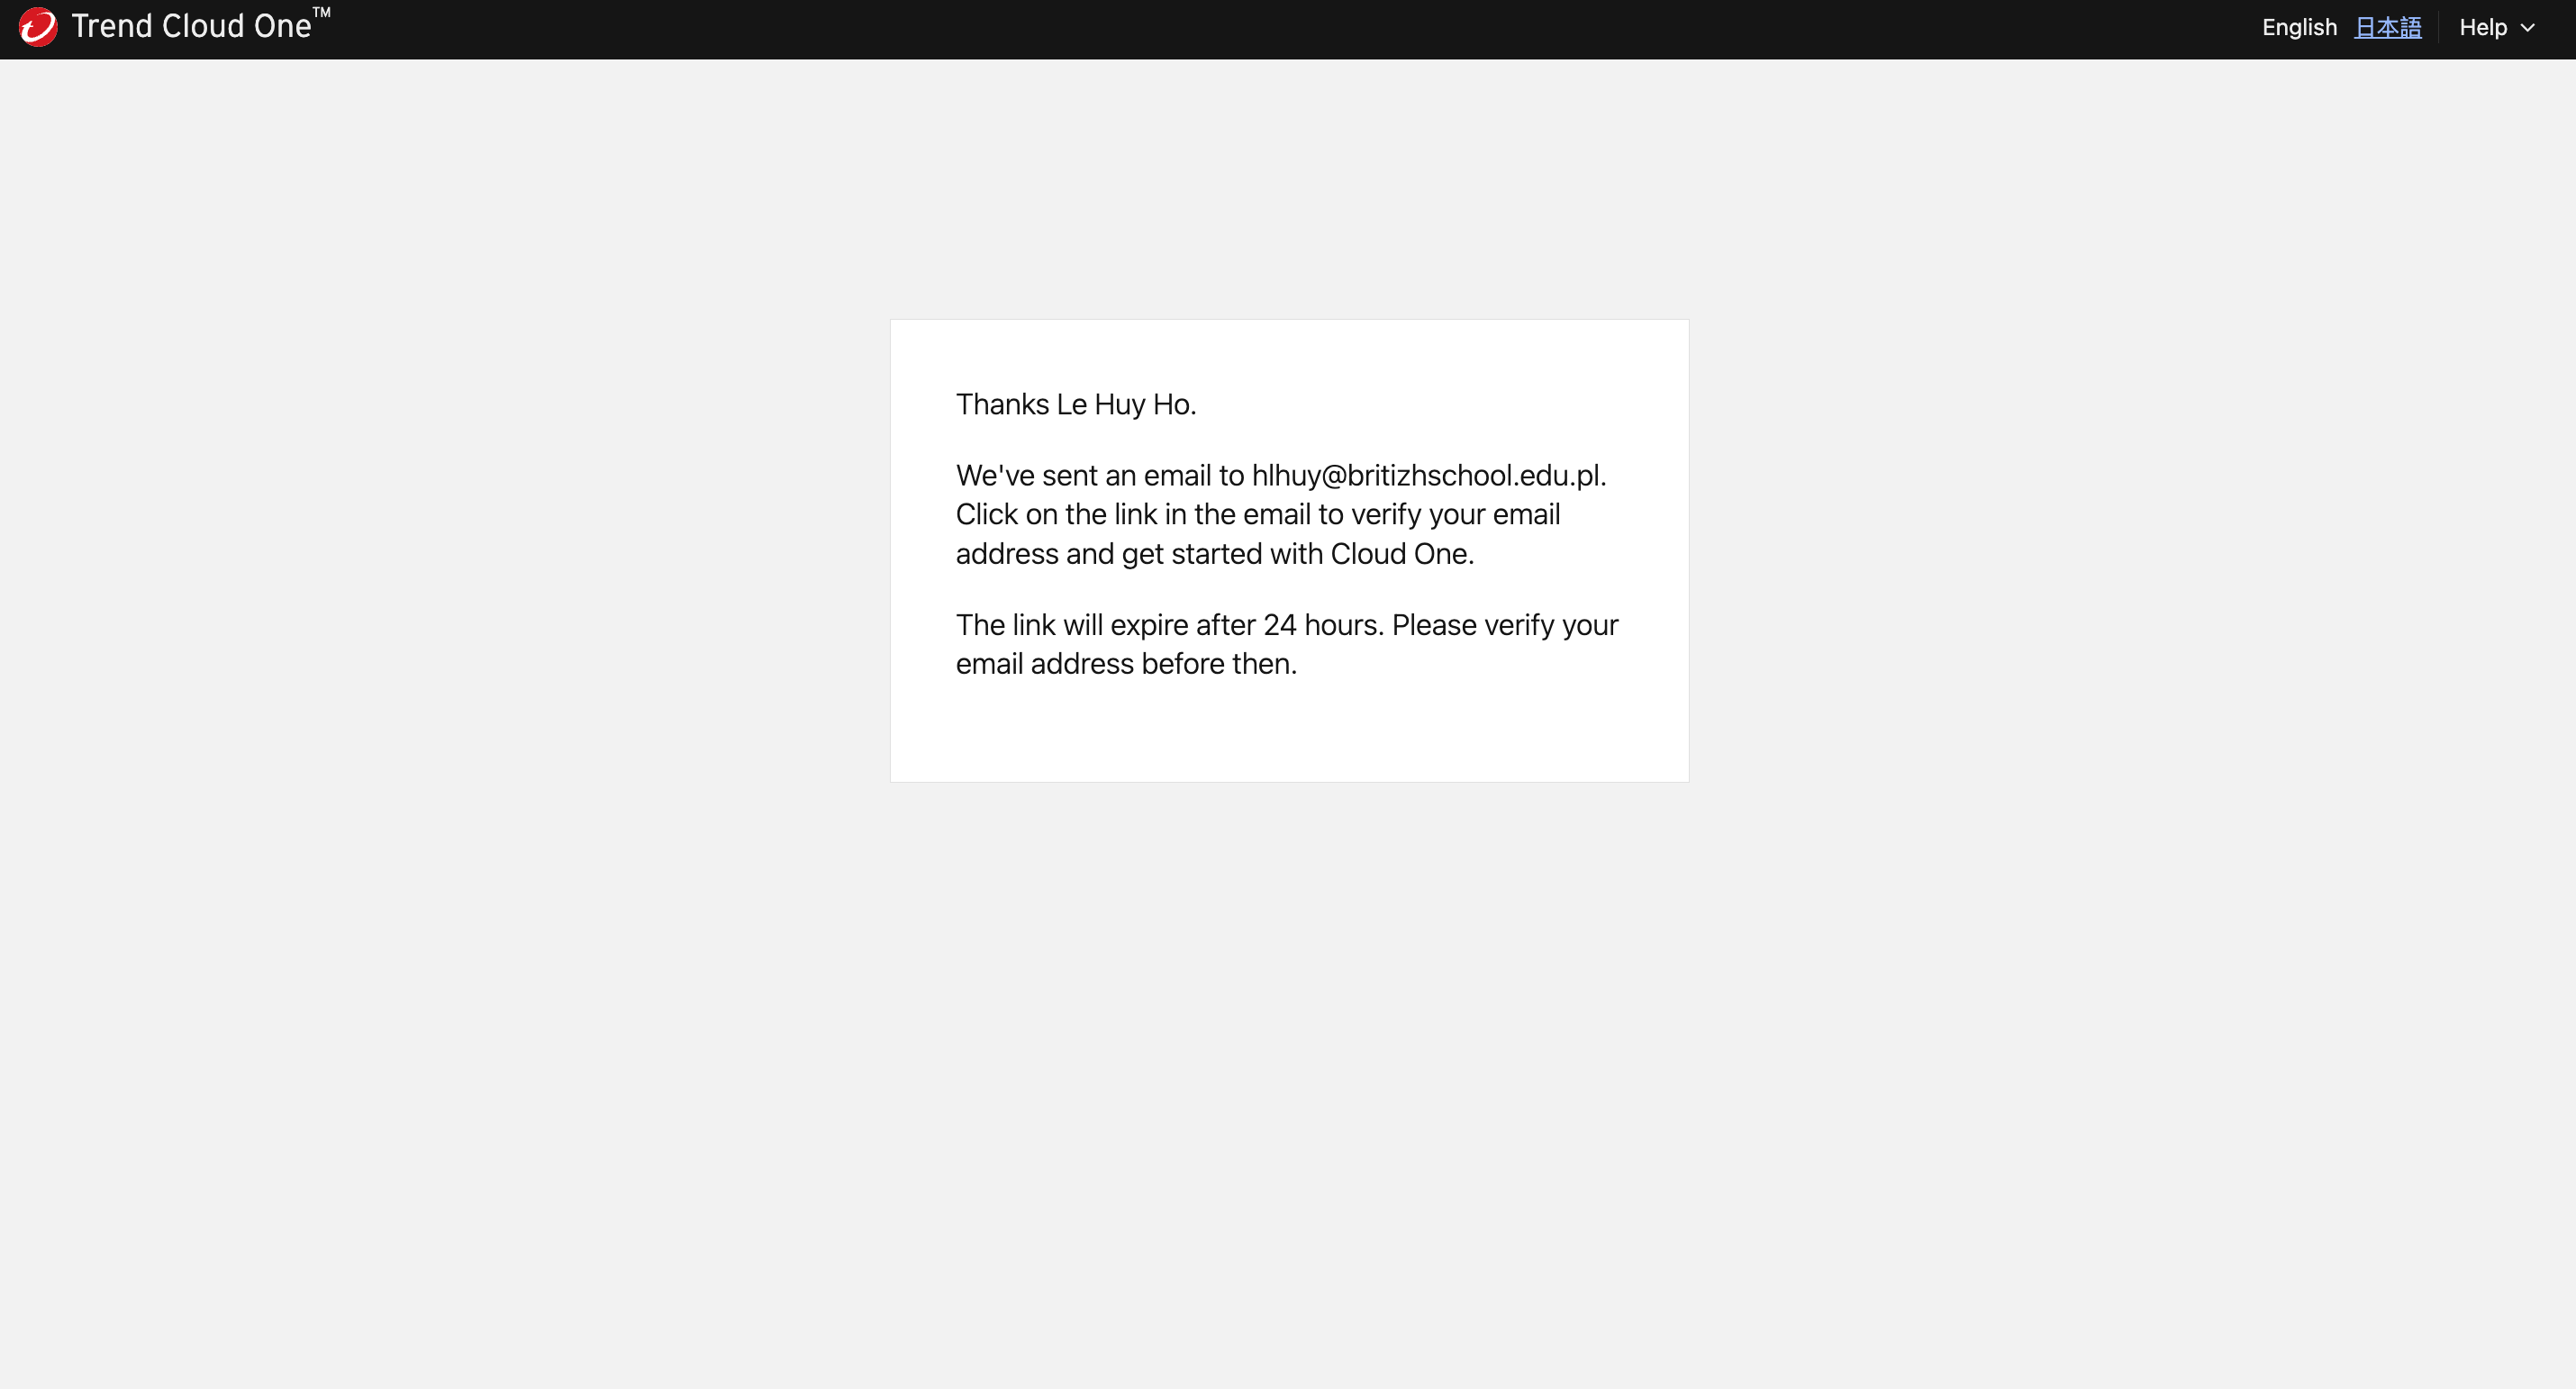 Trend Cloud One™
English 日本語 Help
Thanks Le Huy Ho.
We've sent an email to hlhuy@britizhschool.edu.pl.
Click on the link in the email to verify your email
address and get started with Cloud One.
The link will expire after 24 hours. Please verify your
email address before then.